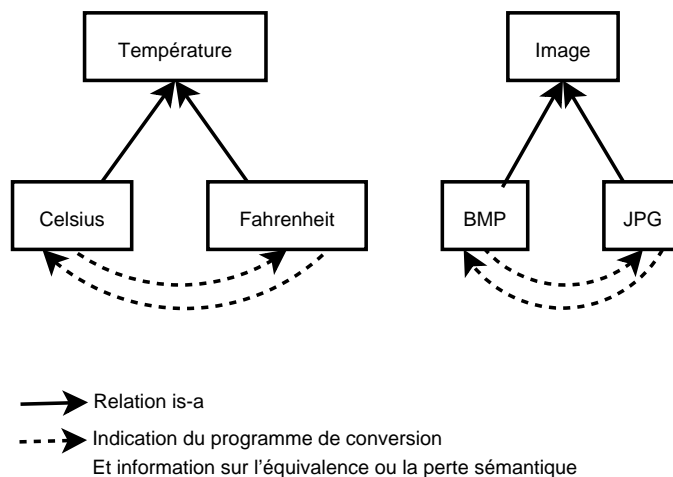 Température
Image
Celsius
Fahrenheit
BMP
JPG
Relation is-a
Indication du programme de conversion
Et information sur l'équivalence ou la perte sémantique